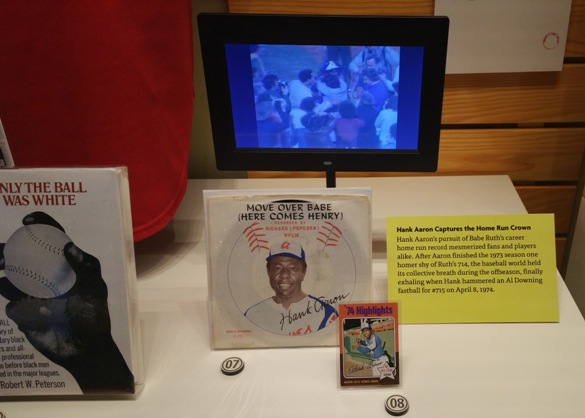 ONLY THE BALL
WAS WHITE
Robert W. Peterson
MOVE OVER BABE
(HERE COMES HENRY)
Hank Aaron
07
'74 Highlights
08
Hank Aaron Captures the Home Run Crown
Hank Aaron's pursuit of Babe Ruth's career
home run record mesmerized fans and players
alike. After Aaron finished the 1973 season one
homer shy of Ruth's 714, the baseball world held
its collective breath during the offseason, finally
exhaling when Hank hammered an Al Downing
fastball for #715 on April 8, 1974.